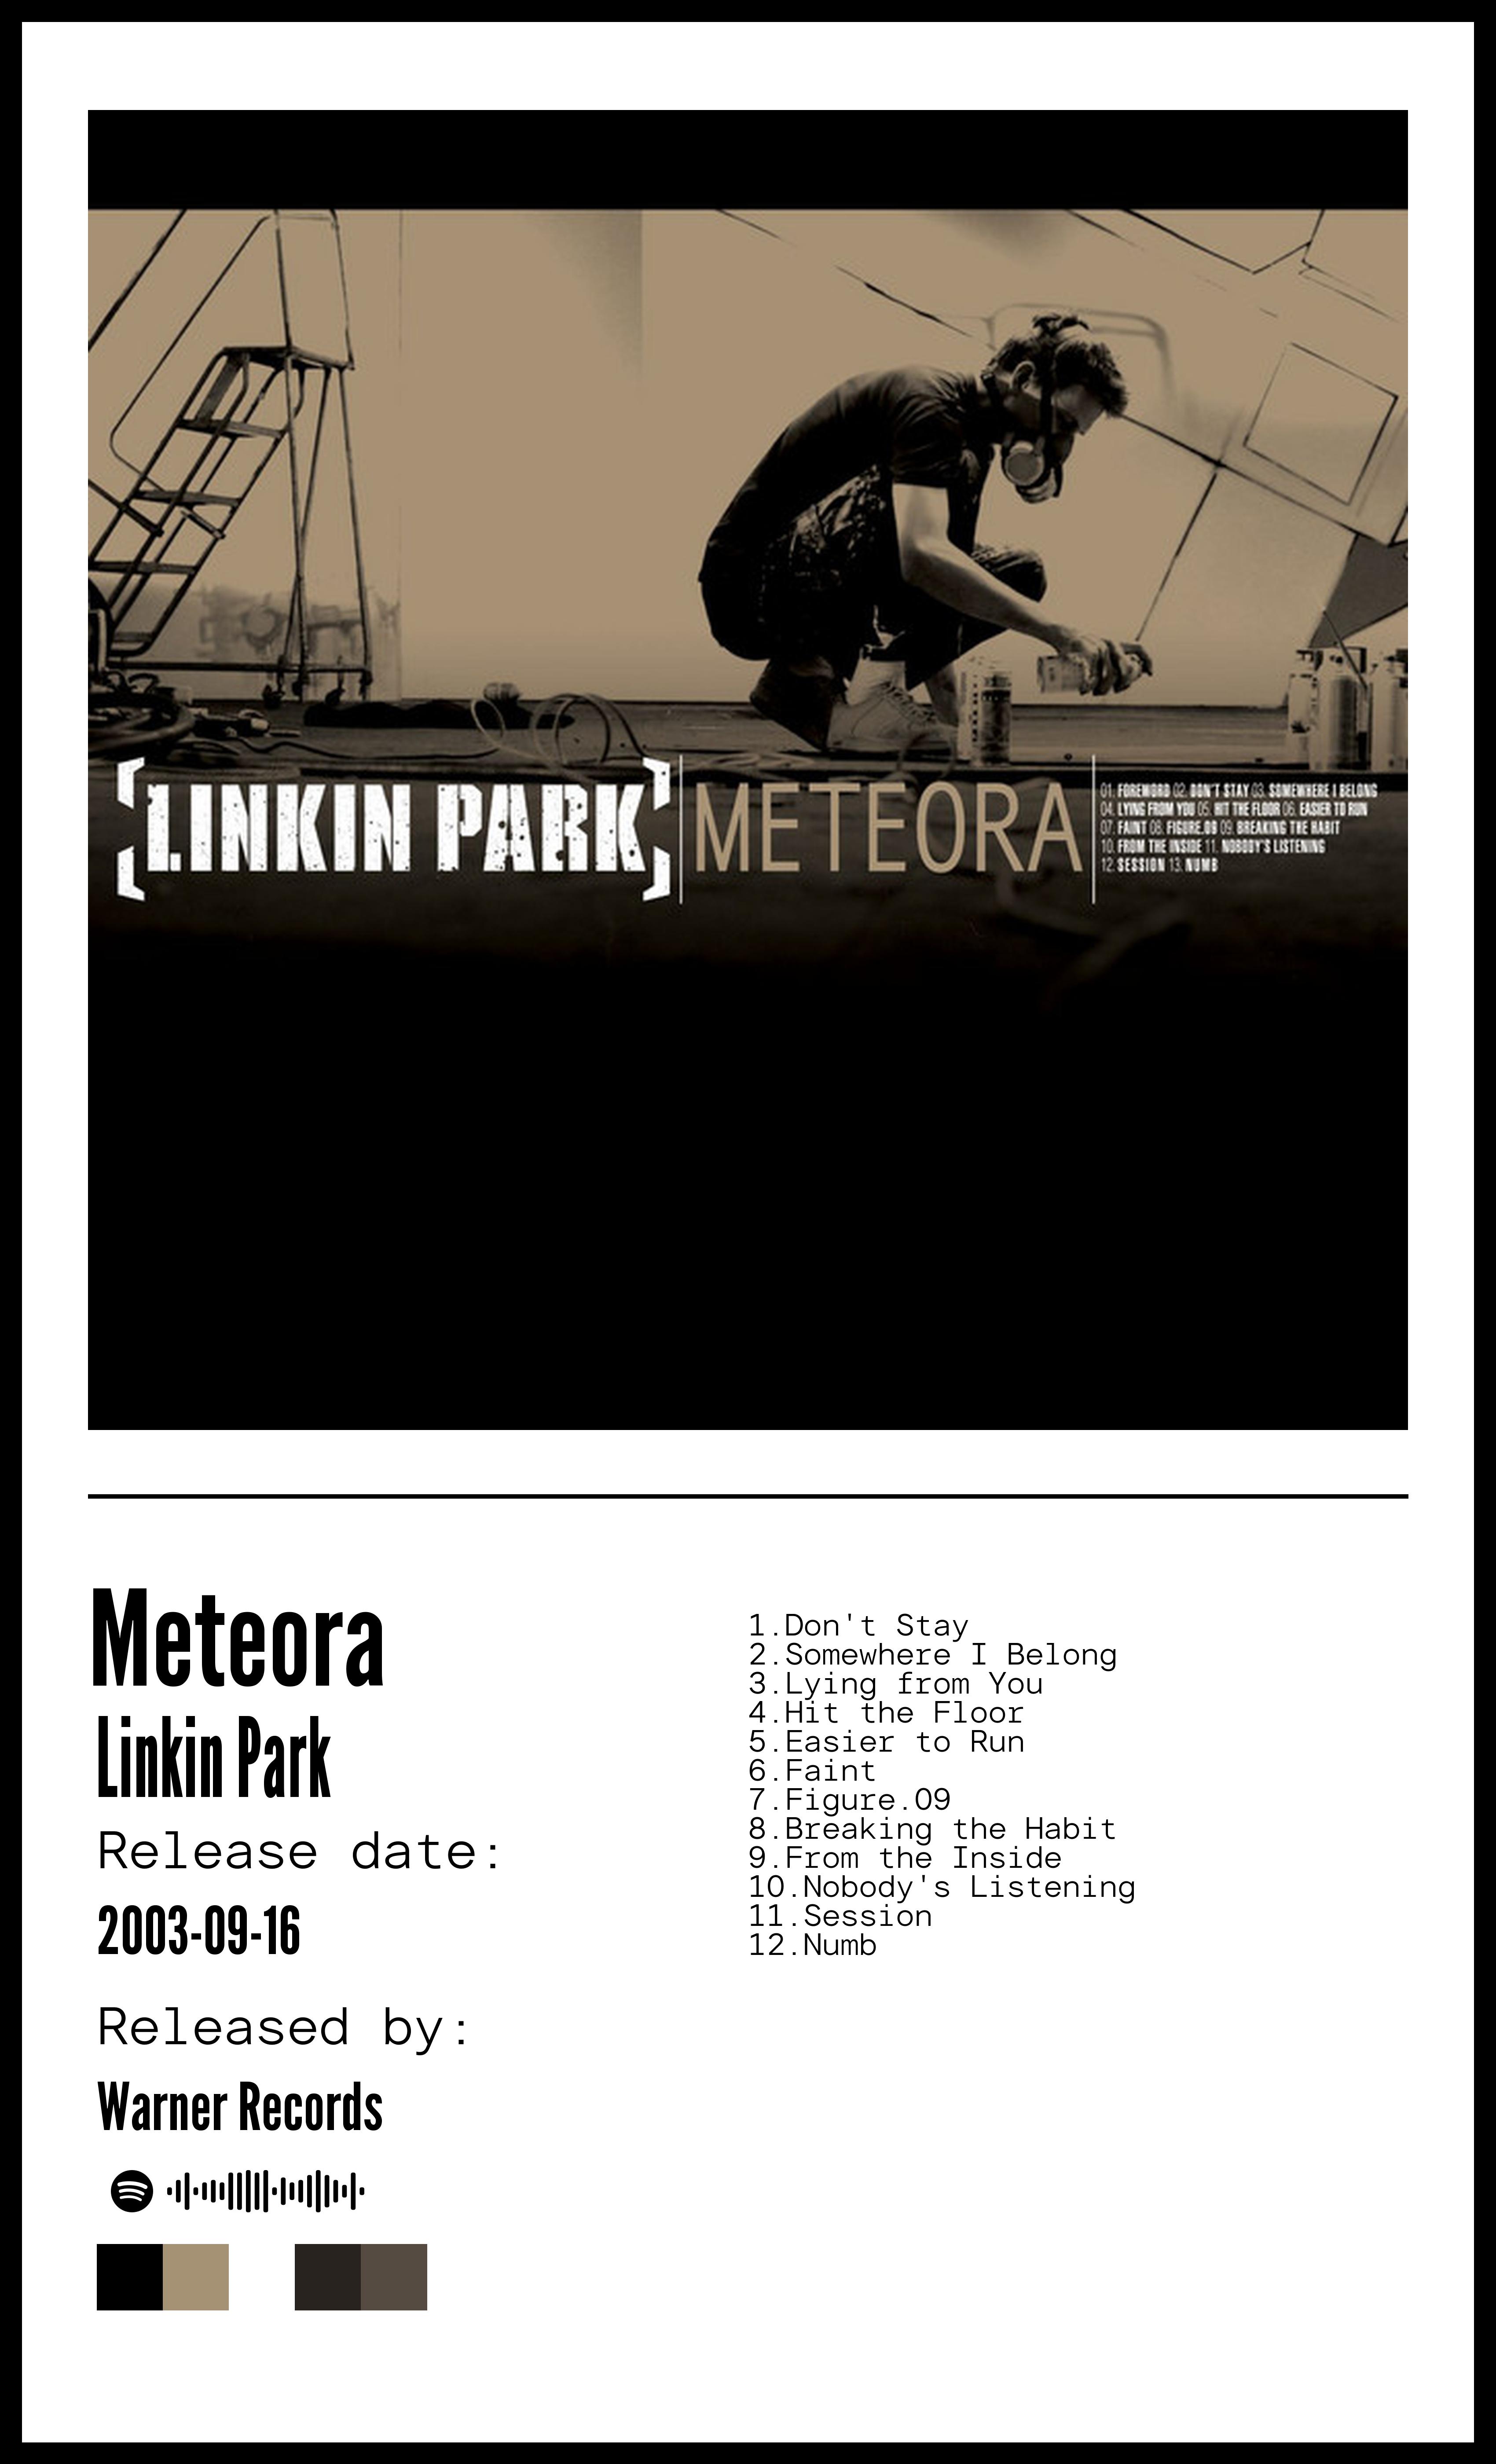 [LINKIN PARK]
METEORA
01. FOREWORD 02. DON'T STAY 03. SOMEWHERE I BELONG
04. LYING FROM YOU 05. HIT THE FLOOR 06. EASIER TO RUN
07. FAINT 08. FIGURE.09 09. BREAKING THE HABIT
10. FROM THE INSIDE 11. NOBODY'S LISTENING
12. SESSION 13. NUMB
Meteora
Linkin Park
Release date:
2003-09-16
Released by:
Warner Records
1.Don't Stay
2.Somewhere I Belong
3.Lying from You
4.Hit the Floor
5.Easier to Run
6.Faint
7.Figure.09
8.Breaking the Habit
9.From the Inside
10.Nobody's Listening
11.Session
12.Numb